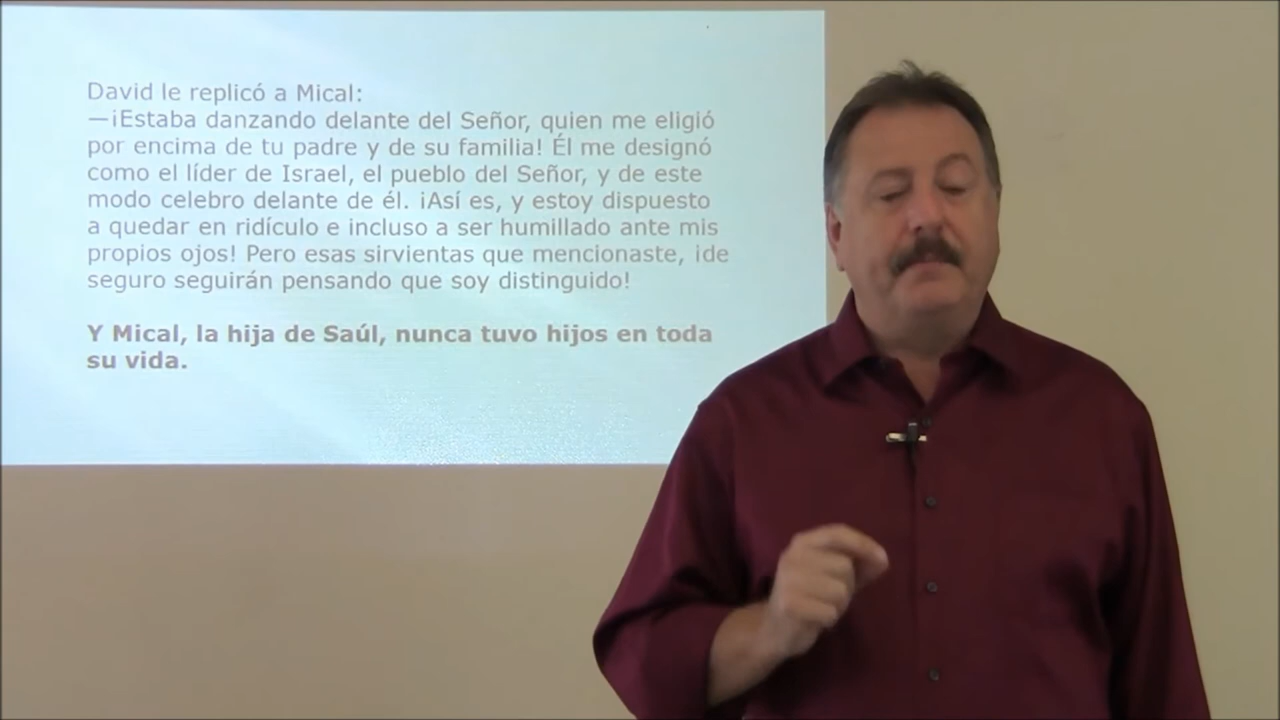 David le replicó a Mical:
—¡Estaba danzando delante del Señor, quien me eligió
por encima de tu padre y de su familia! Él me designó
como el líder de Israel, el pueblo del Señor, y de este
modo celebro delante de él. ¡Así es, y estoy dispuesto
a quedar en ridículo e incluso a ser humillado ante mis
propios ojos! Pero esas sirvientas que mencionaste, ¡de
seguro seguirán pensando que soy distinguido!
Y Mical, la hija de Saúl, nunca tuvo hijos en toda
su vida.